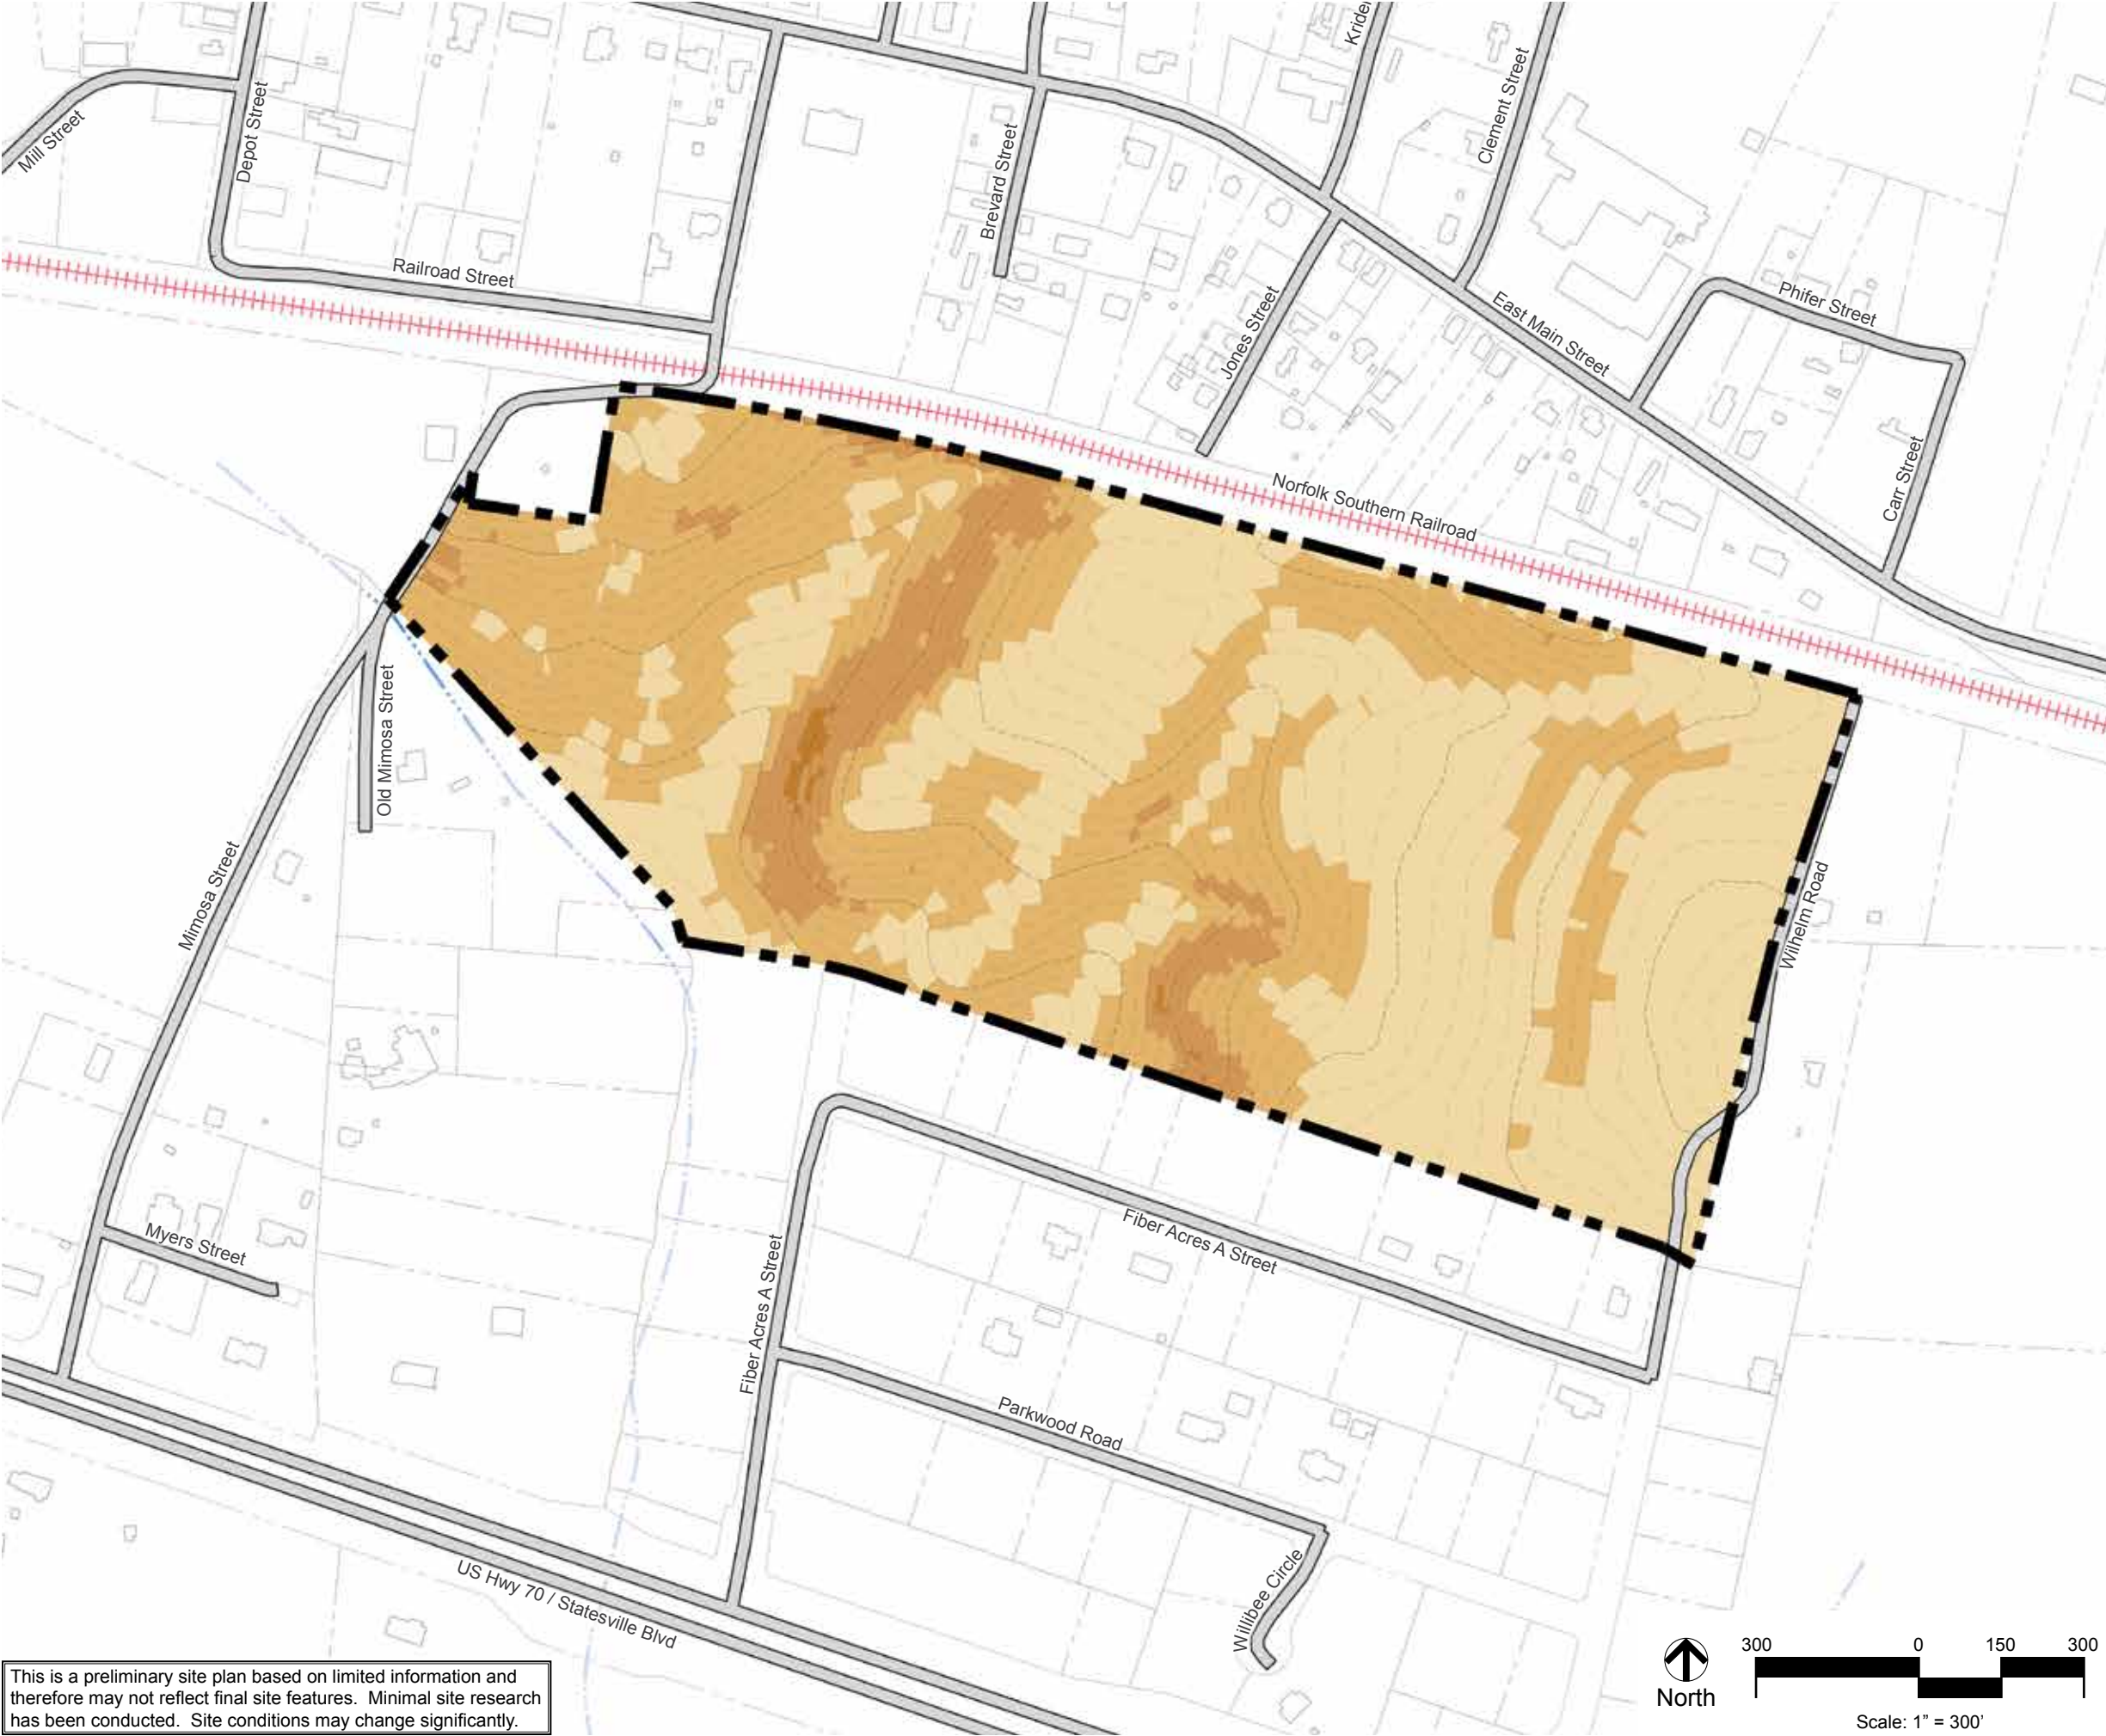 Kride
Clement Street
Mill Street
Depot Street
Brevard Street
Railroad Street
Jones Street
Phifer Street
East Main Street
Carr Street
Norfolk Southern Railroad
Old Mimosa Street
Mimosa Street
Wilhelm Road
Myers Street
Fiber Acres A Street
Fiber Acres A Street
Parkwood Road
Willibee Circle
US Hwy 70 / Statesville Blvd
This is a preliminary site plan based on limited information and
therefore may not reflect final site features.  Minimal site research
has been conducted.  Site conditions may change significantly.
North
300 0 150 300
Scale: 1” = 300’